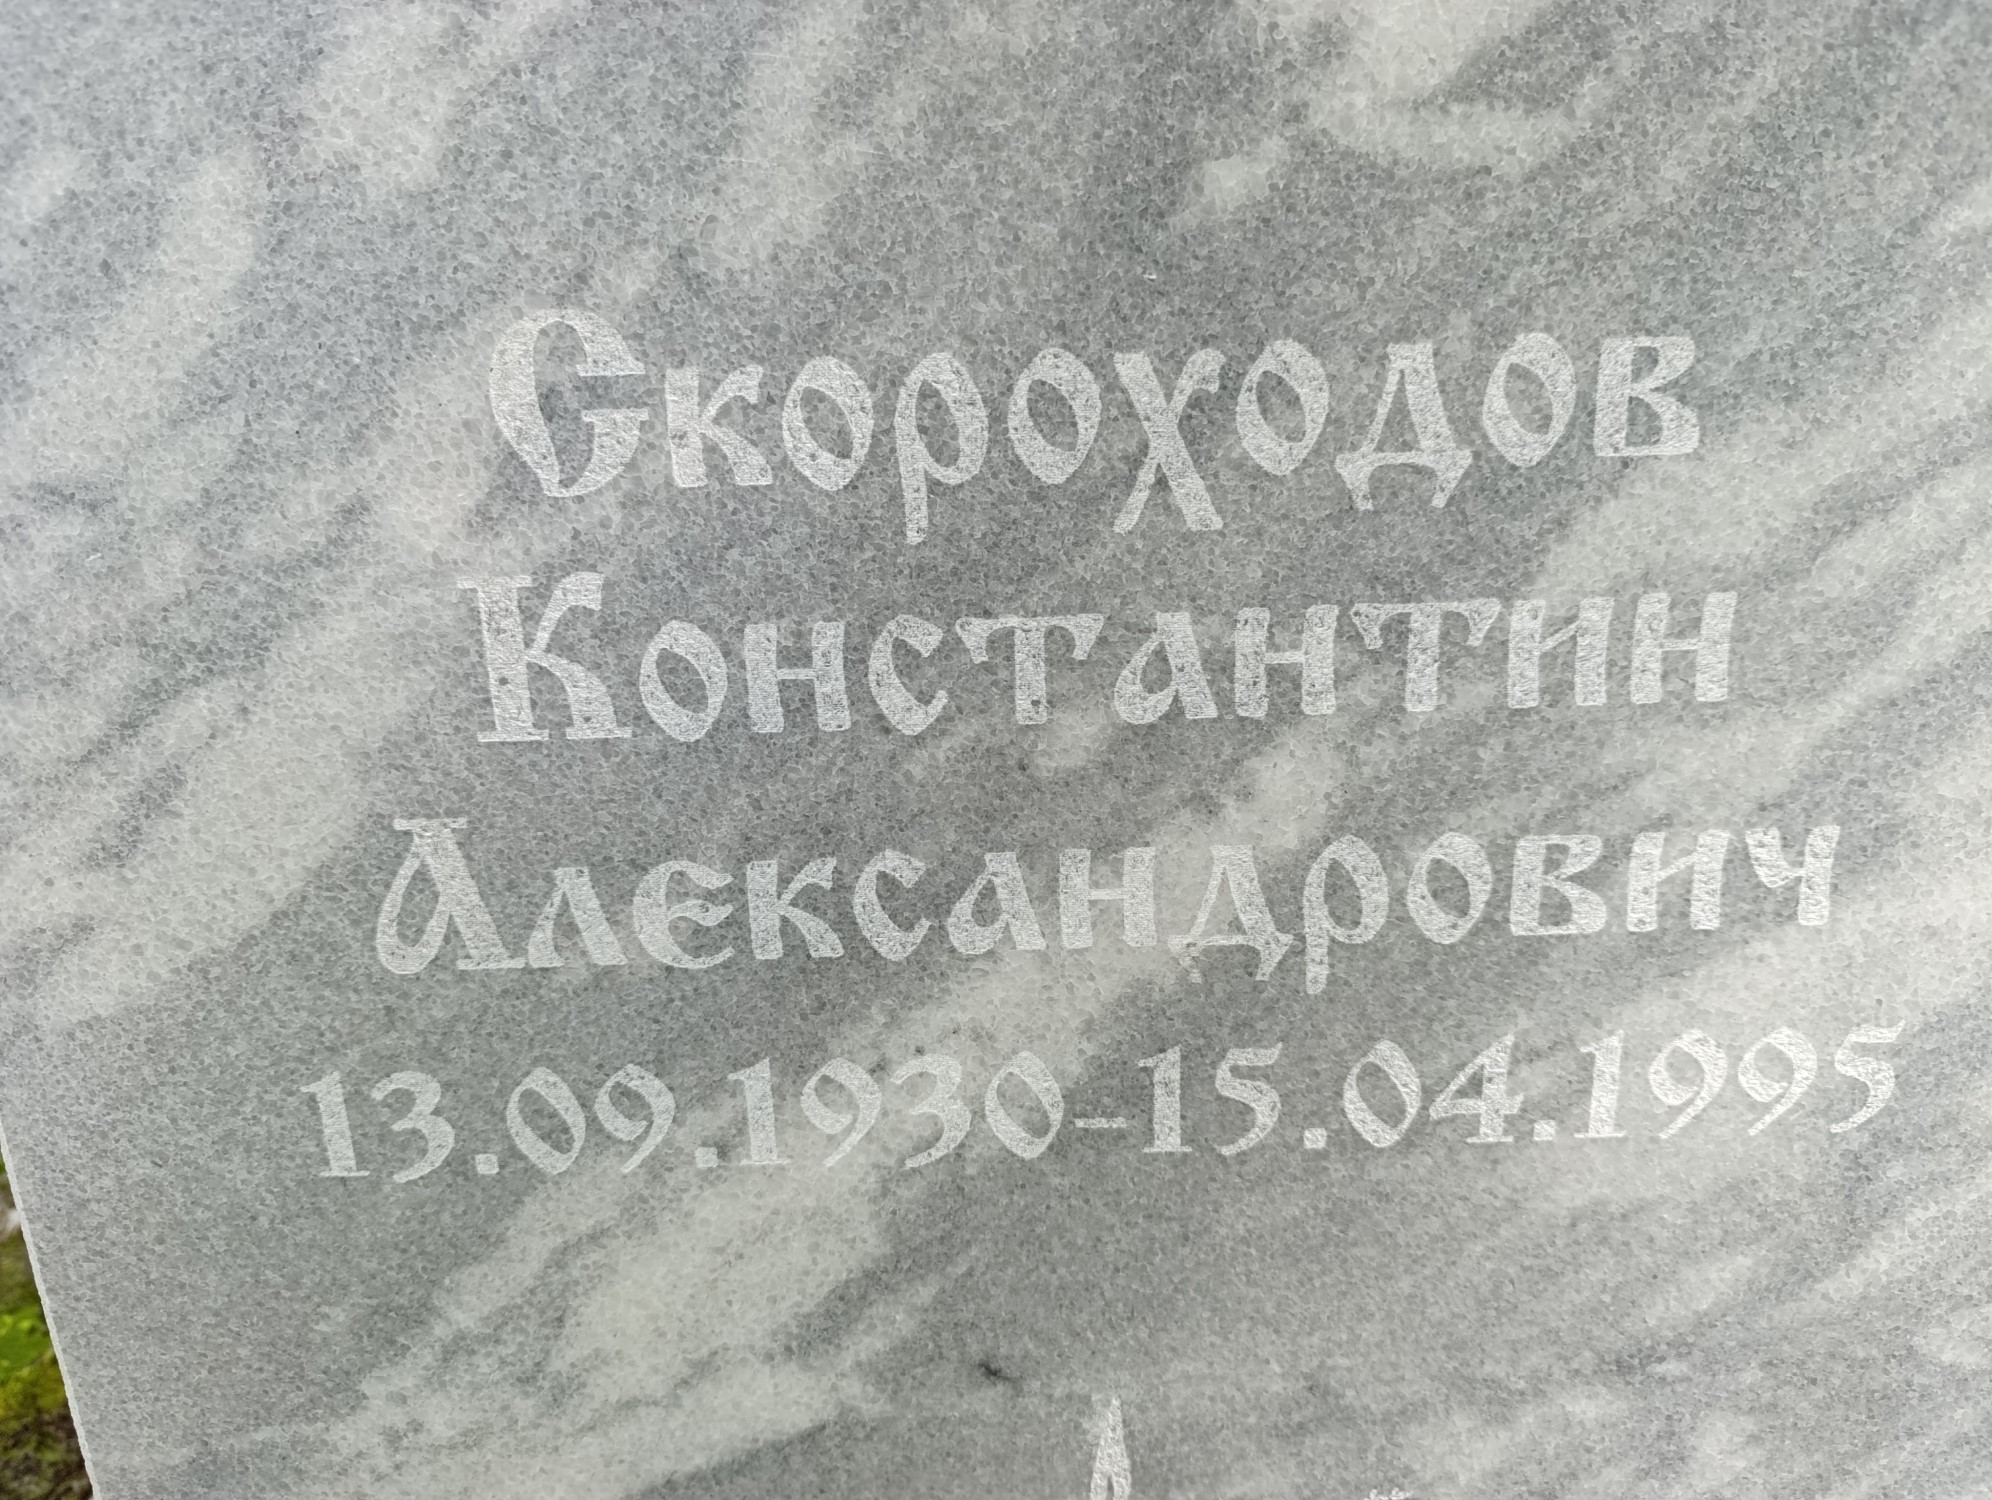 Скороходов
Константин
Александрович
13.09.1930-15.04.1995